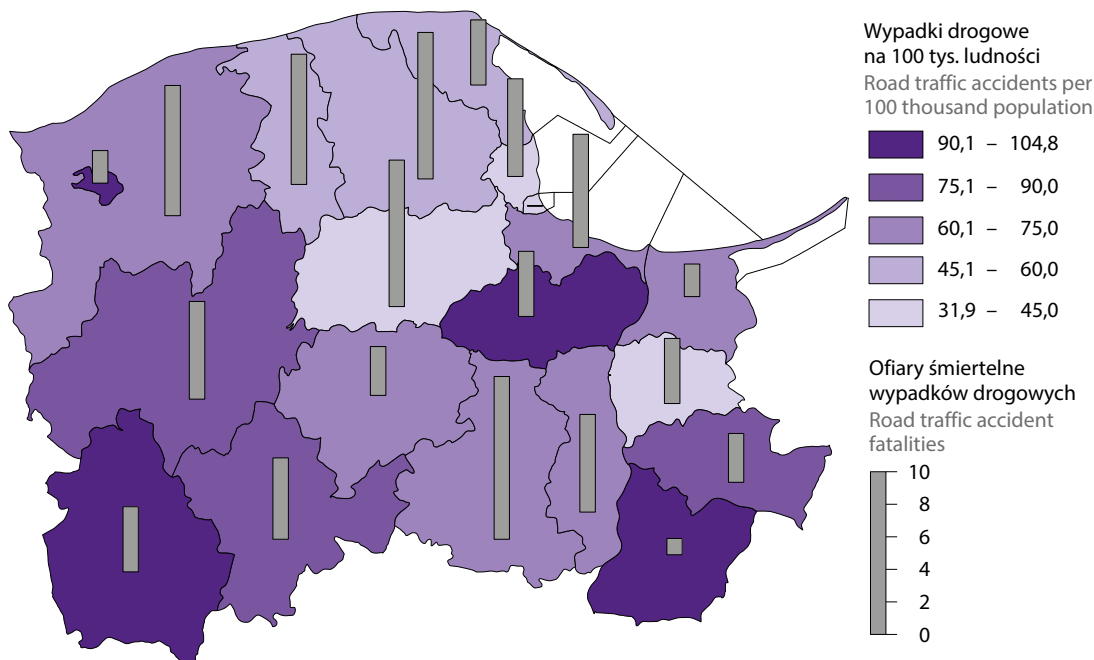 Wypadki drogowe
na 100 tys. ludności
Road traffic accidents per
100 thousand population
90,1 – 104,8
75,1 – 90,0
60,1 – 75,0
45,1 – 60,0
31,9 – 45,0
Ofiary śmiertelne
wypadków drogowych
Road traffic accident
fatalities
10
8
6
4
2
0